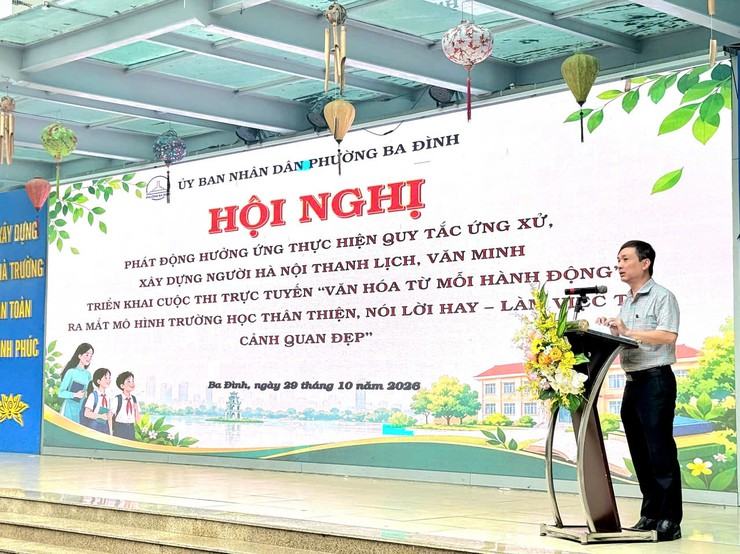 ỦY BAN NHÂN DÂN PHƯỜNG BA ĐÌNH
HỘI NGHỊ
PHÁT ĐỘNG HƯỞNG ỨNG THỰC HIỆN QUY TẮC ỨNG XỬ,
XÂY DỰNG NGƯỜI HÀ NỘI THANH LỊCH, VĂN MINH
TRIỂN KHAI CUỘC THI TRỰC TUYẾN “VĂN HÓA TỪ MỖI HÀNH ĐỘNG”
RA MẮT MÔ HÌNH TRƯỜNG HỌC THÂN THIỆN, NÓI LỜI HAY – LÀM VIỆC T
CẢNH QUAN ĐẸP”
Ba Đình, ngày 29 tháng 10 năm 2026
XÂY DỰNG
HÀ TRƯỜNG
N TOÀN
NH PHÚC